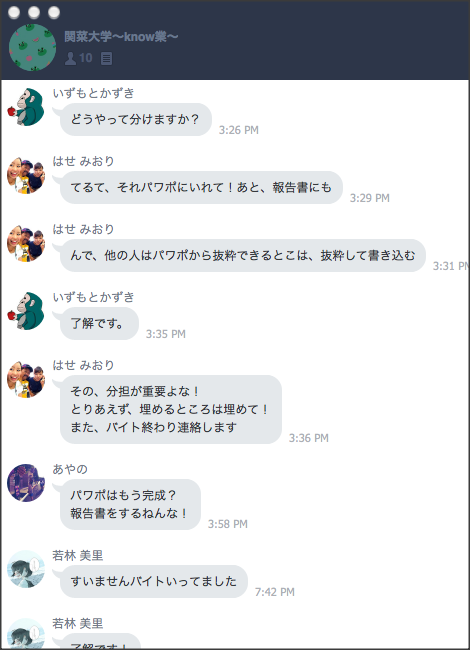 関菜大学〜know業〜
10
いずもとかずき
どうやって分けますか？
3:26 PM
はせ みおり
てるて、それパワポにいれて！あと、報告書にも
3:29 PM
はせ みおり
んで、他の人はパワポから抜粋できるとこは、抜粋して書き込む
3:31 PM
いずもとかずき
了解です。
3:35 PM
はせ みおり
その、分担が重要よな！
とりあえず、埋めるところは埋めて！
また、バイト終わり連絡します
3:36 PM
あやの
パワポはもう完成？
報告書をするねんな！
3:58 PM
若林 美里
すいませんバイトいってました
7:42 PM
若林 美里
了解です！